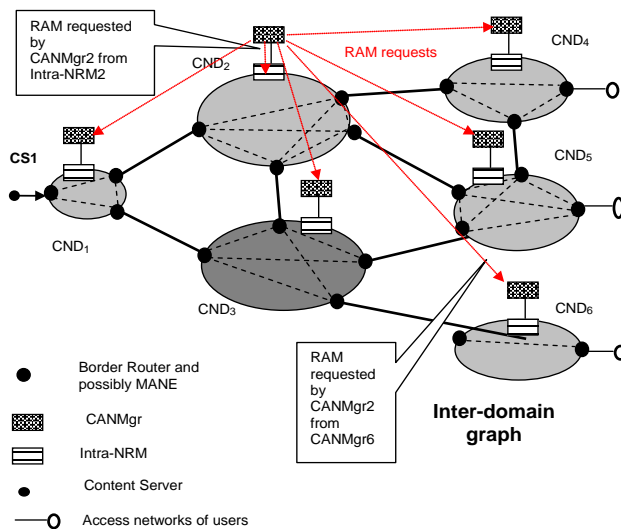 RAM requested
by
CANMgr2 from
Intra-NRM2
CND2
RAM requests
CND4
CS1
CND5
CND1
CND3
CND6
RAM
requested
by
CANMgr2
from
CANMgr6
Inter-domain
graph
Border Router and
possibly MANE
CANMgr
Intra-NRM
Content Server
Access networks of users